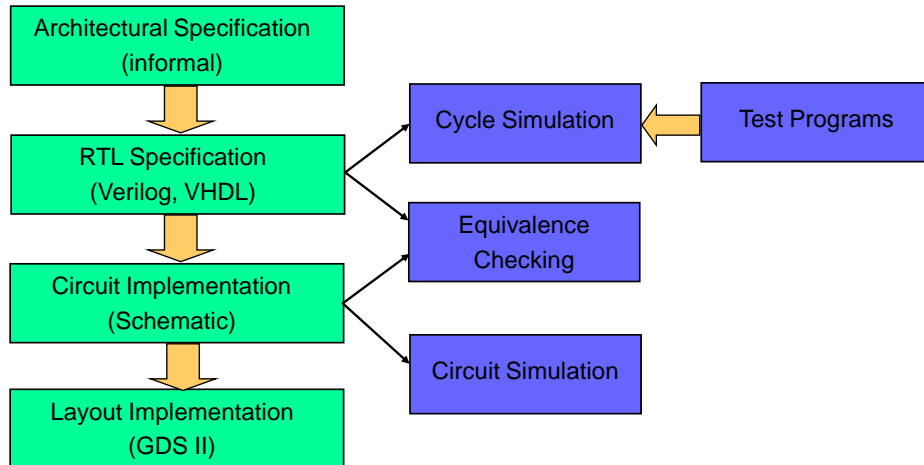 Architectural Specification
(informal)
Cycle Simulation
Test Programs
RTL Specification
(Verilog, VHDL)
Equivalence
Checking
Circuit Implementation
(Schematic)
Circuit Simulation
Layout Implementation
(GDS II)